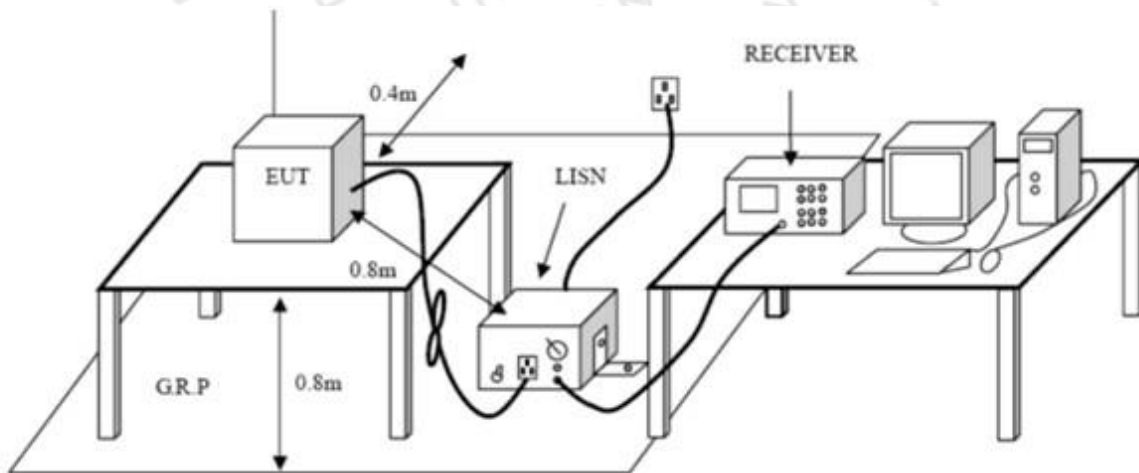 RECEIVER
0.4m
EUT
LISN
0.8m
G.R.P
0.8m